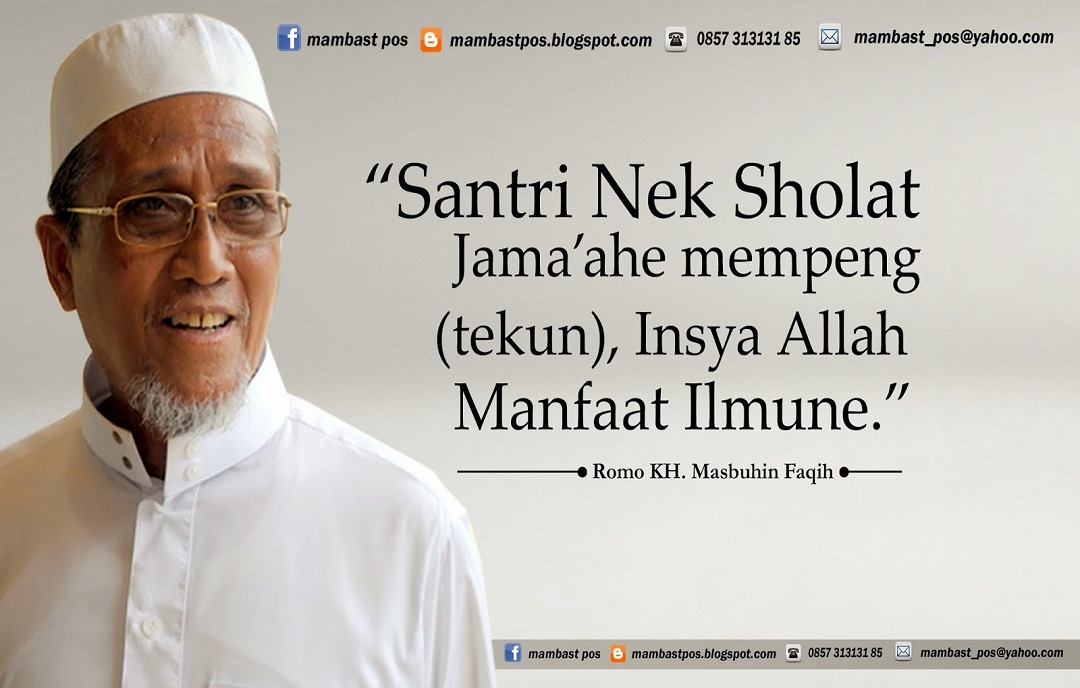 mambast pos mambastpos.blogspot.com 0857 313131 85 mambast_pos@yahoo.com
“Santri Nek Sholat
Jama’ahe mempeng
(tekun), Insya Allah
Manfaat Ilmune.”
Romo KH. Masbuhin Faqih
mambast pos mambastpos.blogspot.com 0857 313131 85 mambast_pos@yahoo.com